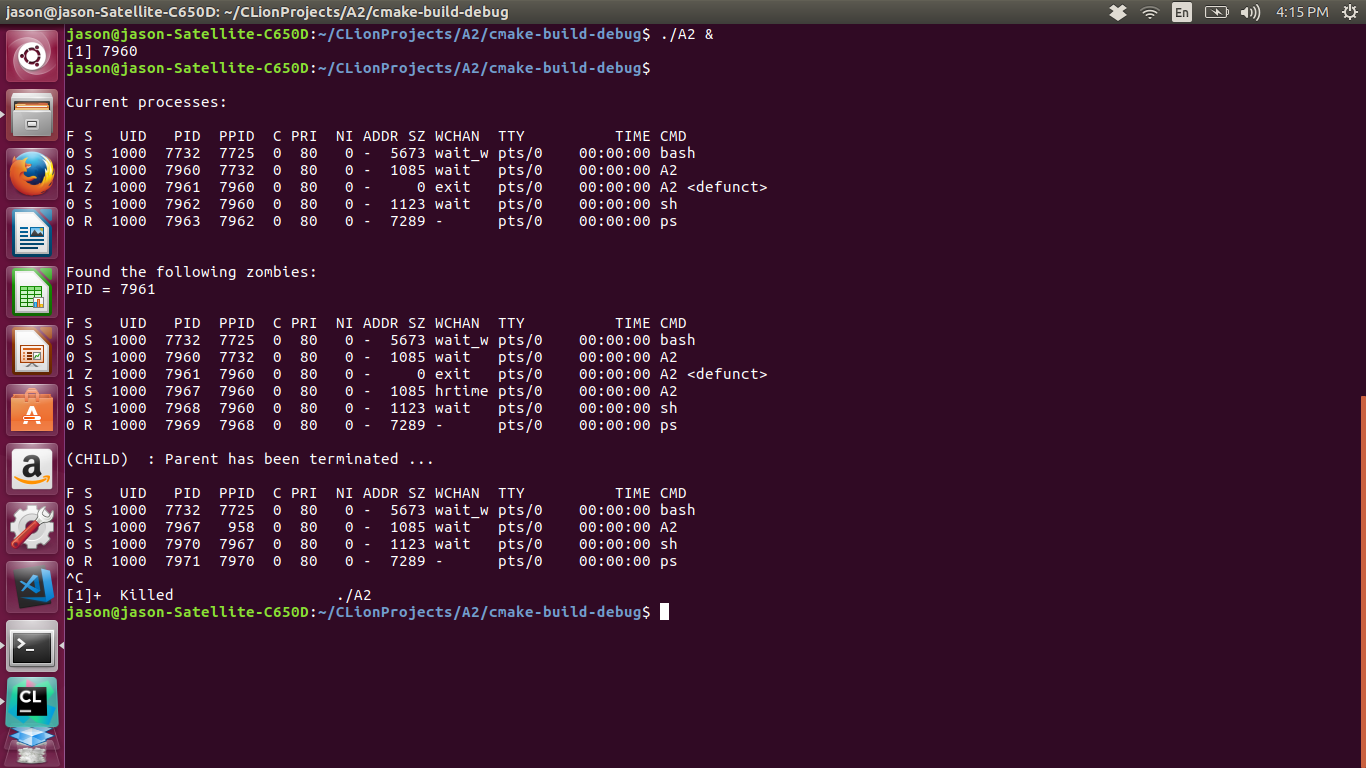 jason@jason-Satellite-C650D: ~/CLionProjects/A2/cmake-build-debug En 4:15 PM
jason@jason-Satellite-C650D:~/CLionProjects/A2/cmake-build-debug$ ./A2 &
[1] 7960
jason@jason-Satellite-C650D:~/CLionProjects/A2/cmake-build-debug$
Current processes:
F S   UID   PID  PPID  C PRI  NI ADDR SZ WCHAN  TTY          TIME CMD
0 S  1000  7732  7725  0  80   0 -  5673 wait_w pts/0    00:00:00 bash
0 S  1000  7960  7732  0  80   0 -  1085 wait   pts/0    00:00:00 A2
1 Z  1000  7961  7960  0  80   0 -     0 exit   pts/0    00:00:00 A2 <defunct>
0 S  1000  7962  7960  0  80   0 -  1123 wait   pts/0    00:00:00 sh
0 R  1000  7963  7962  0  80   0 -  7289 -      pts/0    00:00:00 ps
Found the following zombies:
PID = 7961
F S   UID   PID  PPID  C PRI  NI ADDR SZ WCHAN  TTY          TIME CMD
0 S  1000  7732  7725  0  80   0 -  5673 wait_w pts/0    00:00:00 bash
0 S  1000  7960  7732  0  80   0 -  1085 wait   pts/0    00:00:00 A2
1 Z  1000  7961  7960  0  80   0 -     0 exit   pts/0    00:00:00 A2 <defunct>
1 S  1000  7967  7960  0  80   0 -  1085 hrtime pts/0    00:00:00 A2
0 S  1000  7968  7960  0  80   0 -  1123 wait   pts/0    00:00:00 sh
0 R  1000  7969  7968  0  80   0 -  7289 -      pts/0    00:00:00 ps
(CHILD)  : Parent has been terminated ...
F S   UID   PID  PPID  C PRI  NI ADDR SZ WCHAN  TTY          TIME CMD
0 S  1000  7732  7725  0  80   0 -  5673 wait_w pts/0    00:00:00 bash
1 S  1000  7967   958  0  80   0 -  1085 wait   pts/0    00:00:00 A2
0 S  1000  7970  7967  0  80   0 -  1123 wait   pts/0    00:00:00 sh
0 R  1000  7971  7970  0  80   0 -  7289 -      pts/0    00:00:00 ps
^C
[1]+  Killed                  ./A2
jason@jason-Satellite-C650D:~/CLionProjects/A2/cmake-build-debug$
A
a
>_
CL